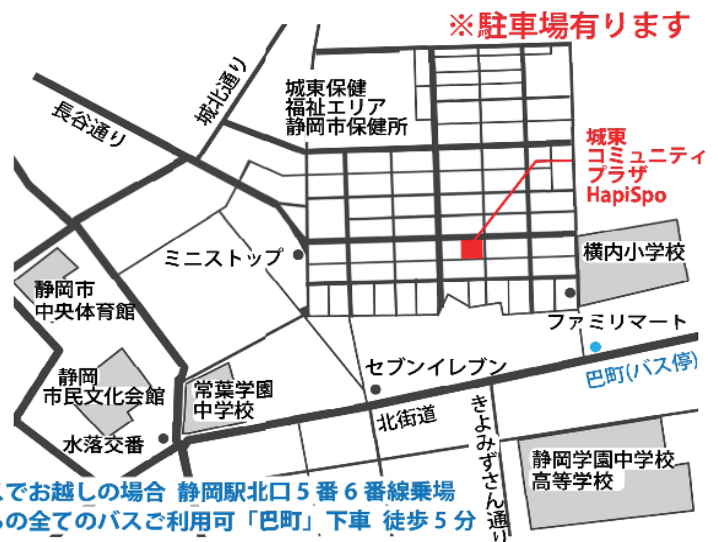 ※駐車場有ります
城北通り
長谷通り
城東保健
福祉エリア
静岡市保健所
城東
コミュニティ
プラザ
HapiSpo
ミニストップ
横内小学校
静岡市
中央体育館
ファミリマート
セブンイレブン
巴町(バス停)
静岡
市民文化会館
常葉学園
中学校
北街道
きよみずさん通り
水落交番
静岡学園中学校
高等学校
スでお越しの場合 静岡駅北口5番6番線乗場
らの全てのバスご利用可「巴町」下車 徒歩5分